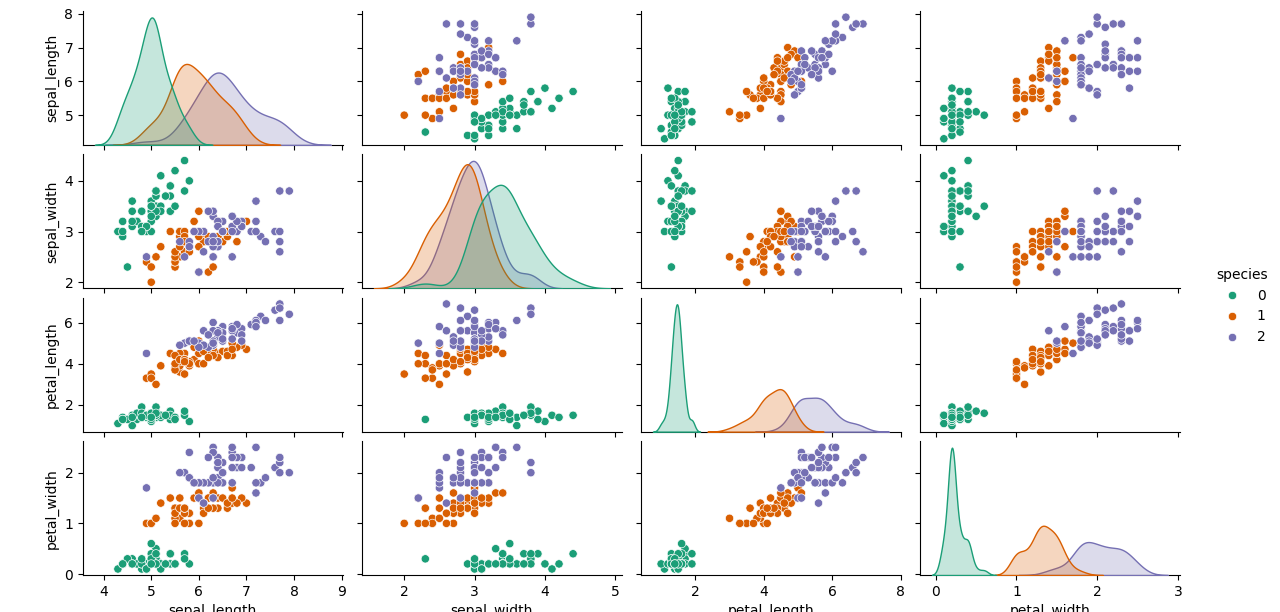 sepal_length
8
7
6
5
sepal_width
4
3
2
petal_length
6
4
2
petal_width
2
1
0
4 5 6 7 8 9
2 3 4 5
2 4 6 8
0 1 2 3
sepal_length sepal_width petal_length petal_width
species
0
1
2